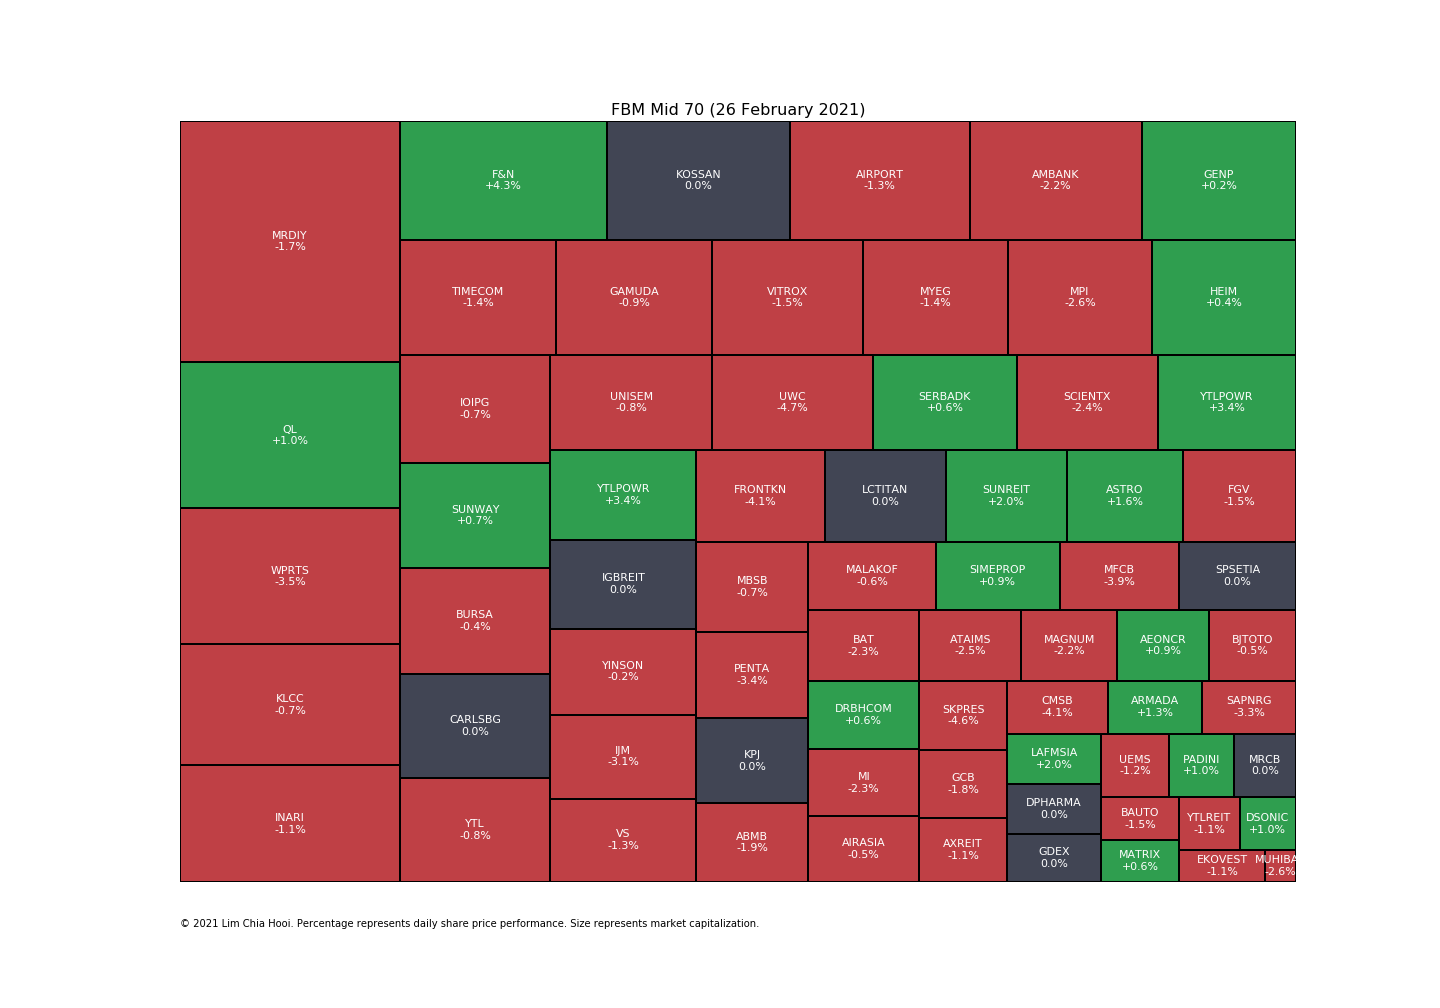 FBM Mid 70 (26 February 2021)
MRDIY
-1.7%
QL
+1.0%
WPRTS
-3.5%
KLCC
-0.7%
INARI
-1.1%
F&N
+4.3%
KOSSAN
0.0%
AIRPORT
-1.3%
AMBANK
-2.2%
GENP
+0.2%
TIMECOM
-1.4%
GAMUDA
-0.9%
VITROX
-1.5%
MYEG
-1.4%
MPI
-2.6%
HEIM
+0.4%
IOIPG
-0.7%
SUNWAY
+0.7%
BURSA
-0.4%
CARLSBG
0.0%
YTL
-0.8%
UNISEM
-0.8%
UWC
-4.7%
SERBADK
+0.6%
SCIENTX
-2.4%
YTLPOWR
+3.4%
YTLPOWR
+3.4%
IGBREIT
0.0%
YINSON
-0.2%
IJM
-3.1%
VS
-1.3%
FRONTKN
-4.1%
LCTITAN
0.0%
SUNREIT
+2.0%
ASTRO
+1.6%
FGV
-1.5%
MBSB
-0.7%
PENTA
-3.4%
KPJ
0.0%
ABMB
-1.9%
MALAKOF
-0.6%
SIMEPROP
+0.9%
MFCB
-3.9%
SPSETIA
0.0%
BAT
-2.3%
ATAIMS
-2.5%
MAGNUM
-2.2%
AEONCR
+0.9%
BJTOTO
-0.5%
DRBHCOM
+0.6%
MI
-2.3%
AIRASIA
-0.5%
SKPRES
-4.6%
GCB
-1.8%
AXREIT
-1.1%
CMSB
-4.1%
ARMADA
+1.3%
SAPNRG
-3.3%
LAFMSIA
+2.0%
DPHARMA
0.0%
GDEX
0.0%
UEMS
-1.2%
PADINI
+1.0%
MRCB
0.0%
BAUTO
-1.5%
MATRIX
+0.6%
YTLREIT
-1.1%
DSONIC
+1.0%
EKOVEST
-1.1%
MUHIBA
-2.6%
© 2021 Lim Chia Hooi. Percentage represents daily share price performance. Size represents market capitalization.